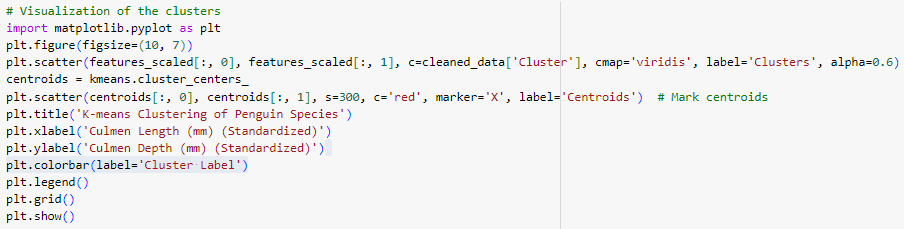 # Visualization of the clusters
import matplotlib.pyplot as plt
plt.figure(figsize=(10, 7))
plt.scatter(features_scaled[:, 0], features_scaled[:, 1], c=cleaned_data['Cluster'], cmap='viridis', label='Clusters', alpha=0.6)
centroids = kmeans.cluster_centers_
plt.scatter(centroids[:, 0], centroids[:, 1], s=300, c='red', marker='X', label='Centroids')  # Mark centroids
plt.title('K-means Clustering of Penguin Species')
plt.xlabel('Culmen Length (mm) (Standardized)')
plt.ylabel('Culmen Depth (mm) (Standardized)')
plt.colorbar(label='Cluster Label')
plt.legend()
plt.grid()
plt.show()